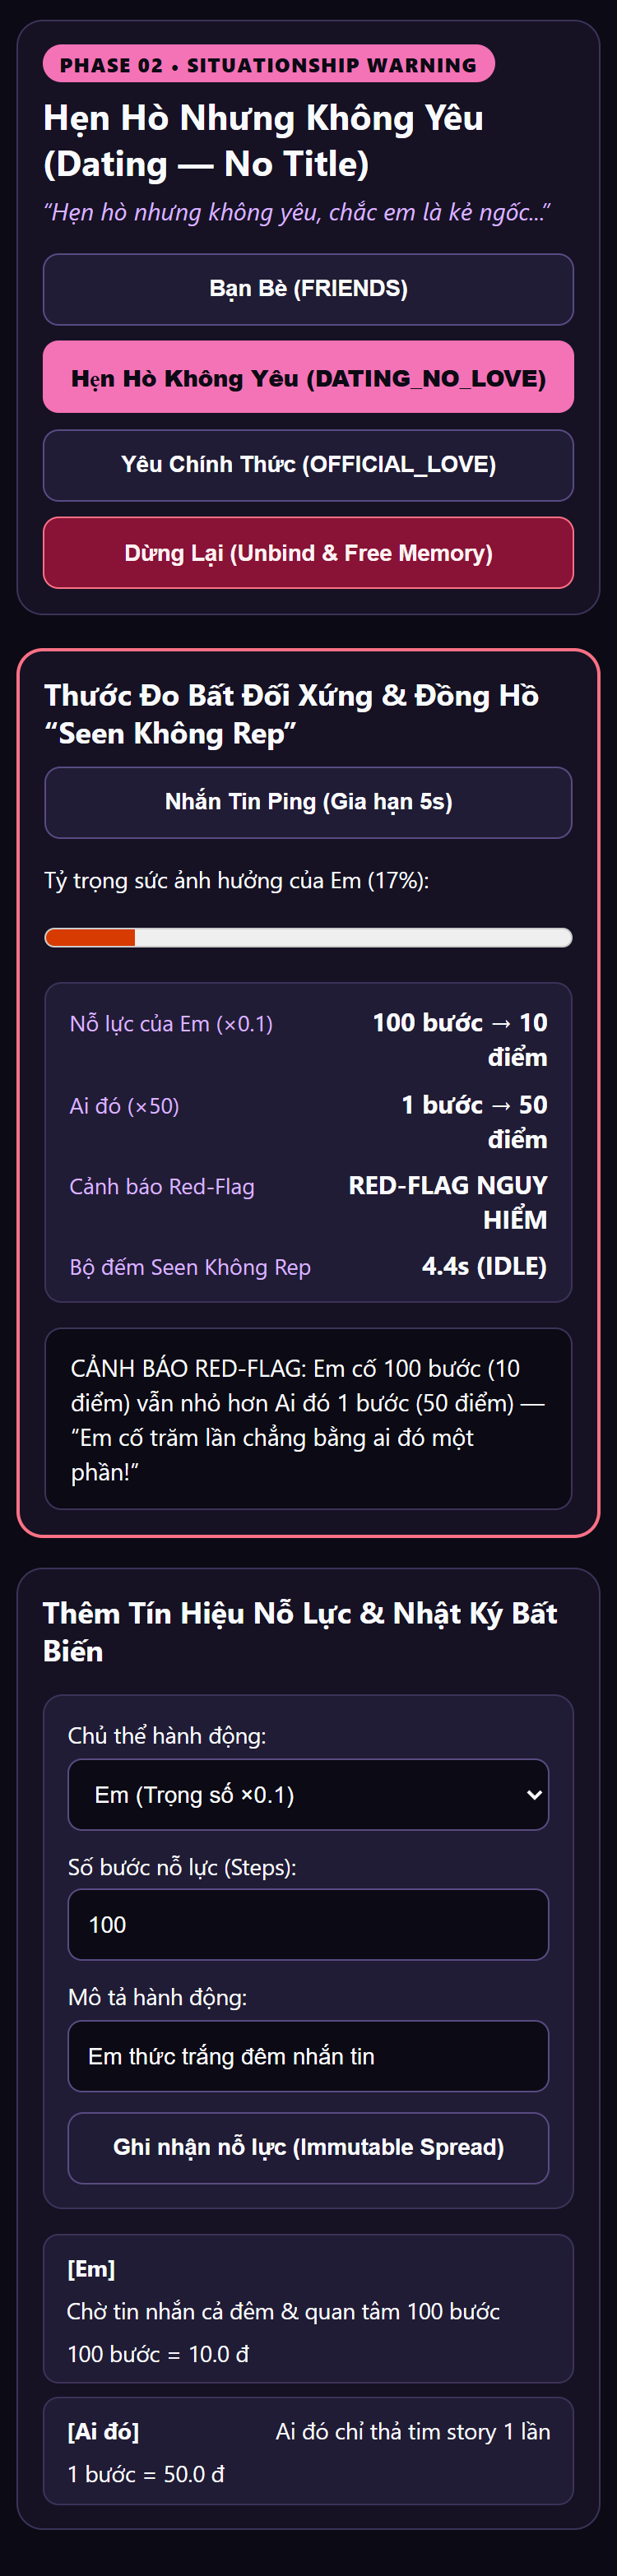 PHASE 02 • SITUATIONSHIP WARNING
Hẹn Hò Nhưng Không Yêu
(Dating — No Title)
“Hẹn hò nhưng không yêu, chắc em là kẻ ngốc...”
Bạn Bè (FRIENDS)
Hẹn Hò Không Yêu (DATING_NO_LOVE)
Yêu Chính Thức (OFFICIAL_LOVE)
Dừng Lại (Unbind & Free Memory)
Thước Đo Bất Đối Xứng & Đồng Hồ
“Seen Không Rep”
Nhắn Tin Ping (Gia hạn 5s)
Tỷ trọng sức ảnh hưởng của Em (17%):
Nỗ lực của Em (×0.1)
100 bước → 10
điểm
Ai đó (×50)
1 bước → 50
điểm
Cảnh báo Red-Flag
RED-FLAG NGUY
HIỂM
Bộ đếm Seen Không Rep
4.4s (IDLE)
CẢNH BÁO RED-FLAG: Em cố 100 bước (10
điểm) vẫn nhỏ hơn Ai đó 1 bước (50 điểm) —
“Em cố trăm lần chẳng bằng ai đó một
phần!”
Thêm Tín Hiệu Nỗ Lực & Nhật Ký Bất
Biến
Chủ thể hành động:
Em (Trọng số ×0.1)
Số bước nỗ lực (Steps):
100
Mô tả hành động:
Em thức trắng đêm nhắn tin
Ghi nhận nỗ lực (Immutable Spread)
[Em]
Chờ tin nhắn cả đêm & quan tâm 100 bước
100 bước = 10.0 đ
[Ai đó] Ai đó chỉ thả tim story 1 lần
1 bước = 50.0 đ